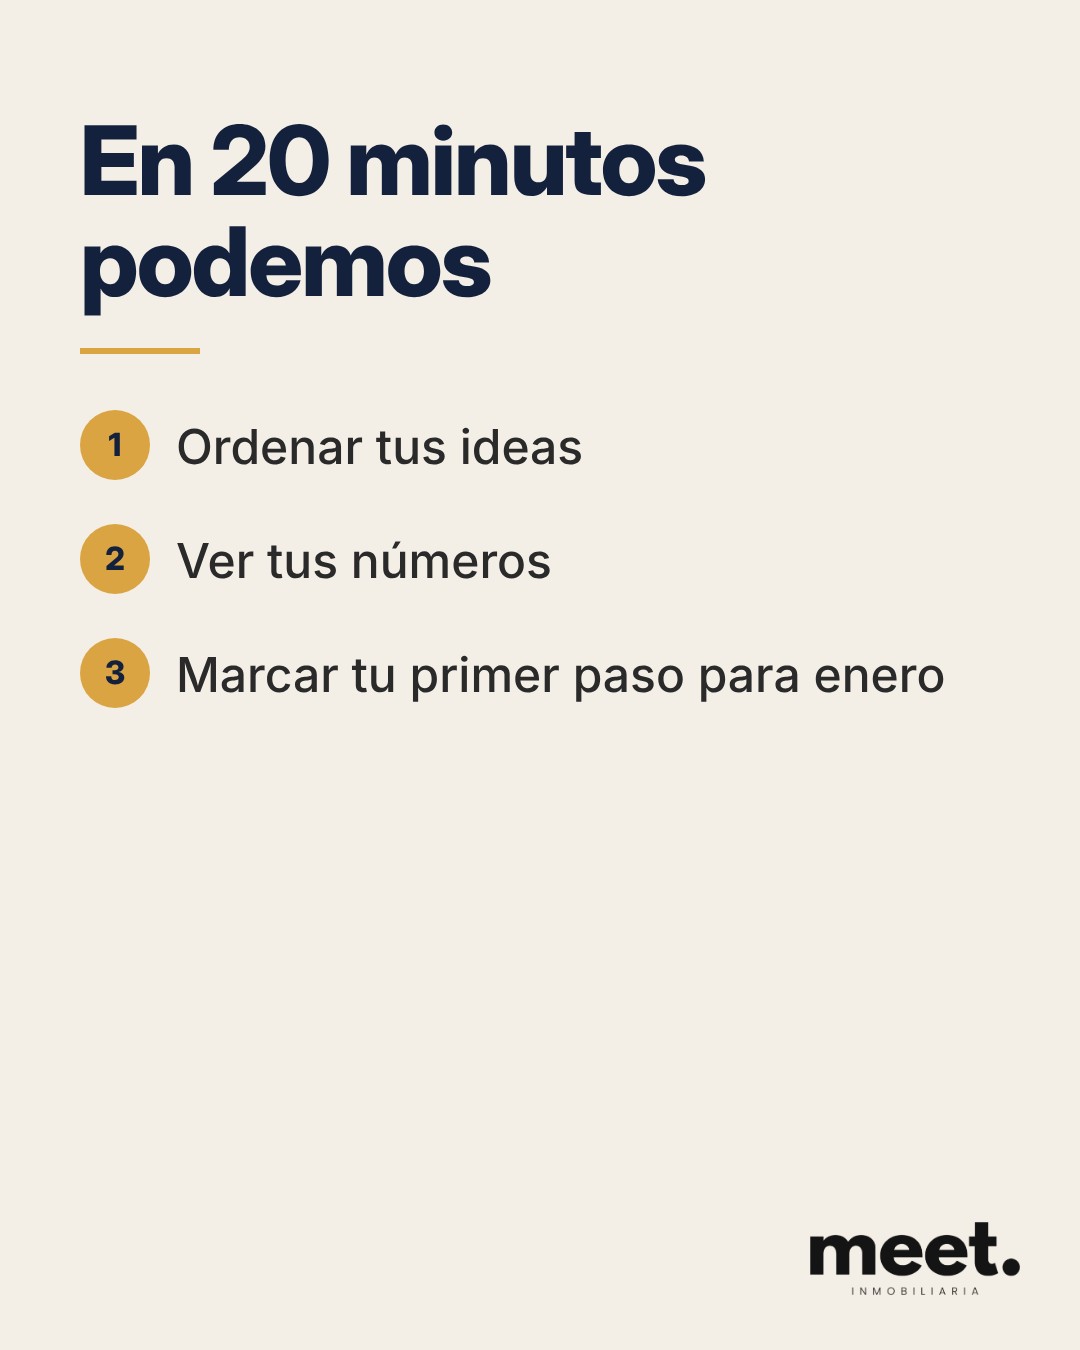 En 20 minutos
podemos
1 Ordenar tus ideas
2 Ver tus números
3 Marcar tu primer paso para enero
meet.
INMOBILIARIA